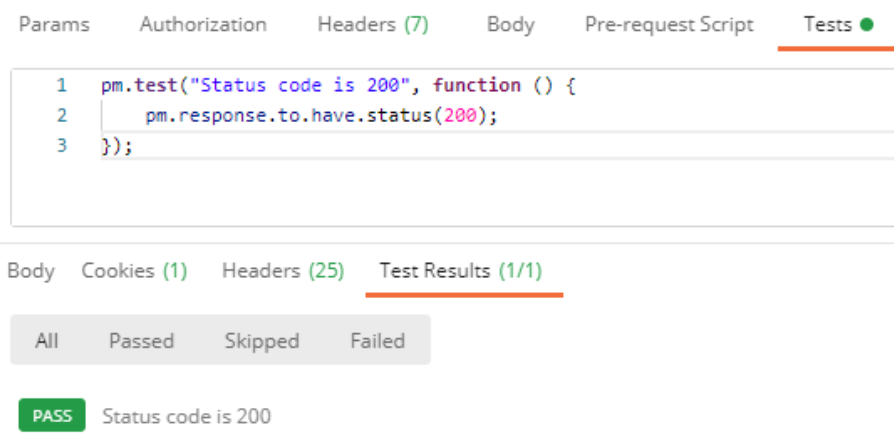 Params Authorization Headers (7) Body Pre-request Script Tests
1 pm.test("Status code is 200", function () {
2 pm.response.to.have.status(200);
3 });
Body Cookies (1) Headers (25) Test Results (1/1)
All Passed Skipped Failed
PASS Status code is 200